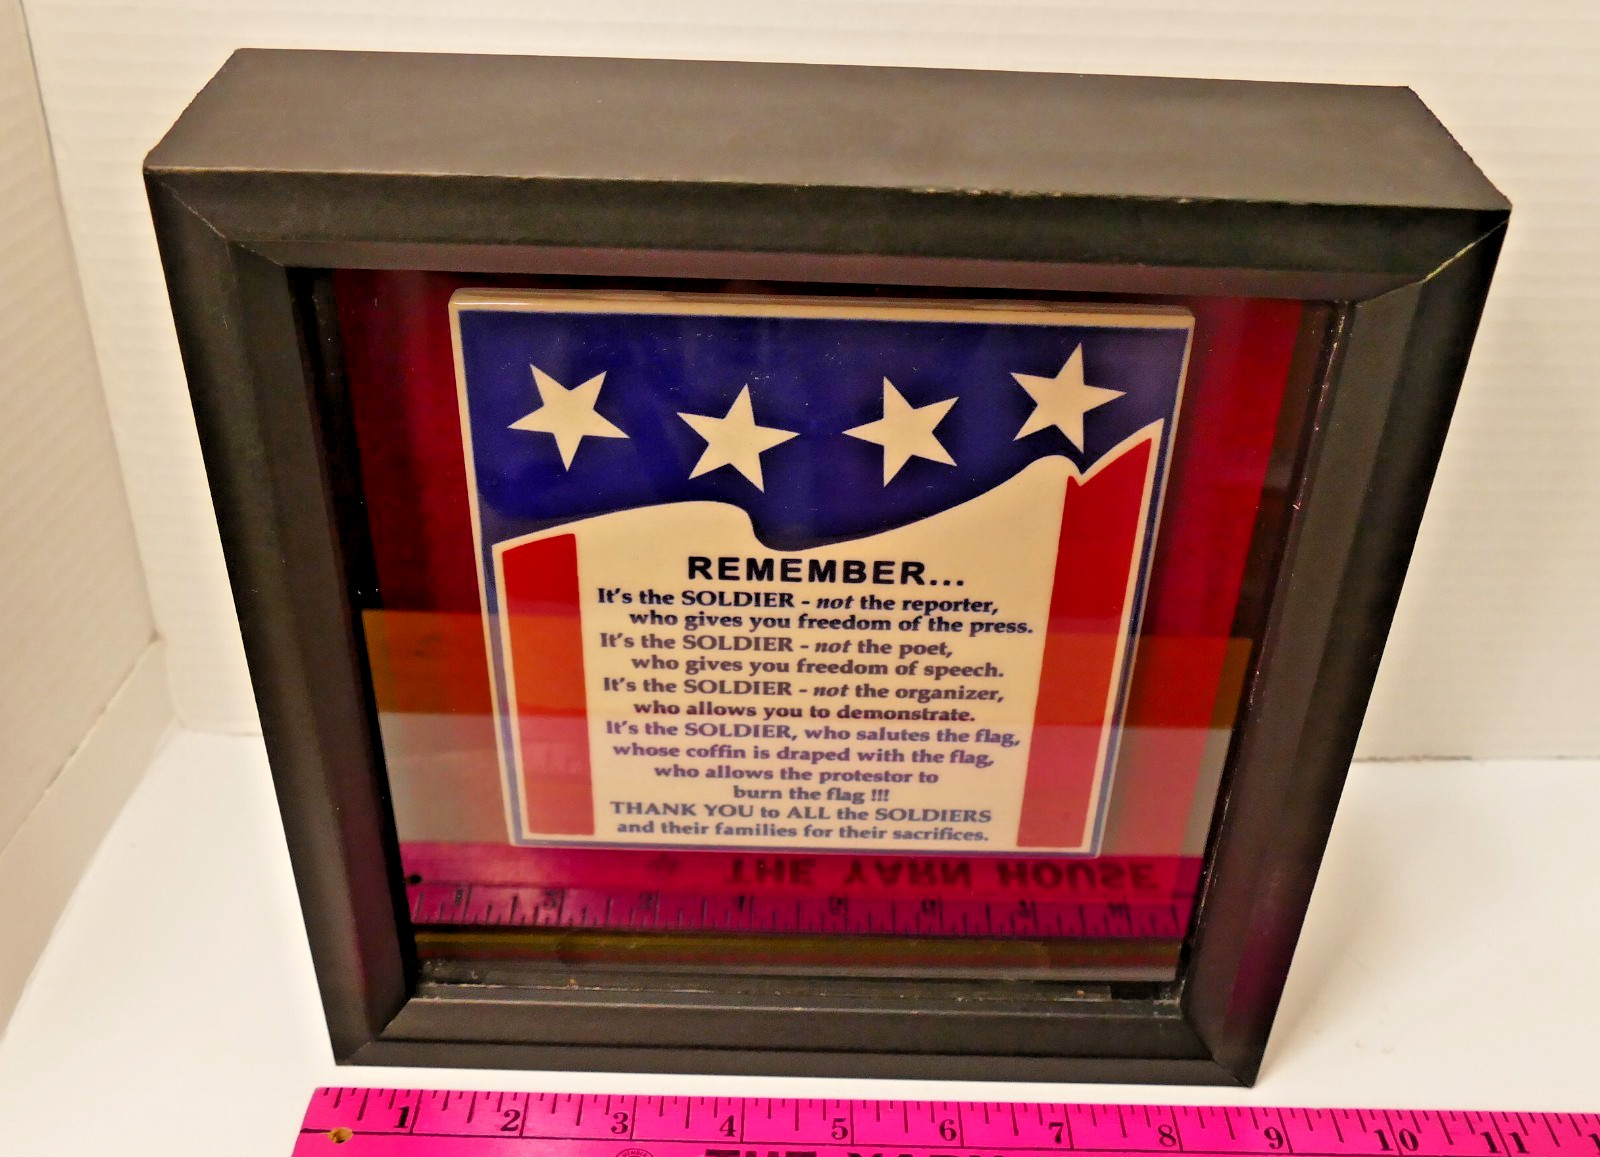 REMEMBER...
It's the SOLDIER - not the reporter,
who gives you freedom of the press.
It's the SOLDIER - not the poet,
who gives you freedom of speech.
It's the SOLDIER - not the organizer,
who allows you to demonstrate.
It's the SOLDIER, who salutes the flag,
whose coffin is draped with the flag,
who allows the protestor to
burn the flag !!!
THANK YOU to ALL the SOLDIERS
and their families for their sacrifices.
THE YARN HOUSE
1 2 3 4 5 6 7 8 9 10 11
THE YARN